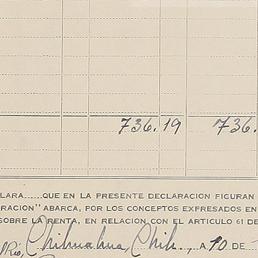 736.19 736.
LARA......QUE EN LA PRESENTE DECLARACION FIGURAN
RACION" ABARCA, POR LOS CONCEPTOS EXPRESADOS EN
SOBRE LA RENTA, EN RELACION CON EL ARTICULO 61 DE
Chihuahua, Chih., A 10 DE